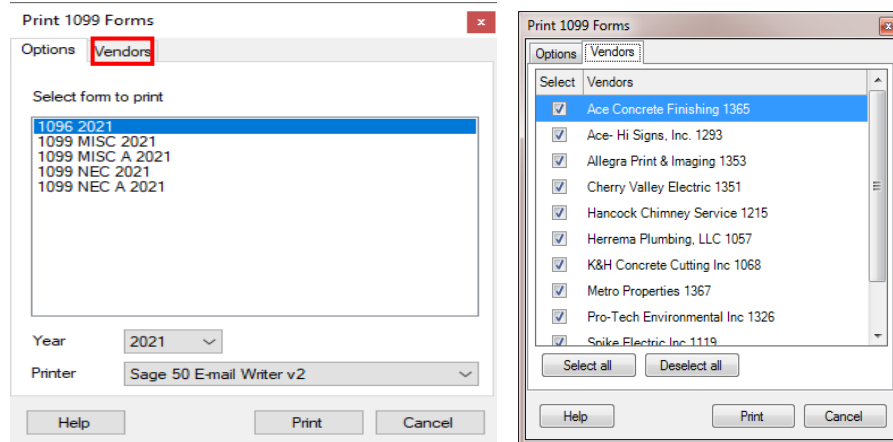 Print 1099 Forms
x
Options Vendors
Select form to print
1096 2021
1099 MISC 2021
1099 MISC A 2021
1099 NEC 2021
1099 NEC A 2021
Year 2021
Printer Sage 50 E-mail Writer v2
Help Print Cancel
Print 1099 Forms
x
Options Vendors
Select Vendors
Ace Concrete Finishing 1365
Ace- Hi Signs, Inc. 1293
Allegra Print & Imaging 1353
Cherry Valley Electric 1351
Hancock Chimney Service 1215
Herrema Plumbing, LLC 1057
K&H Concrete Cutting Inc 1068
Metro Properties 1367
Pro-Tech Environmental Inc 1326
Spike Electric Inc 1119
Select all Deselect all
Help Print Cancel